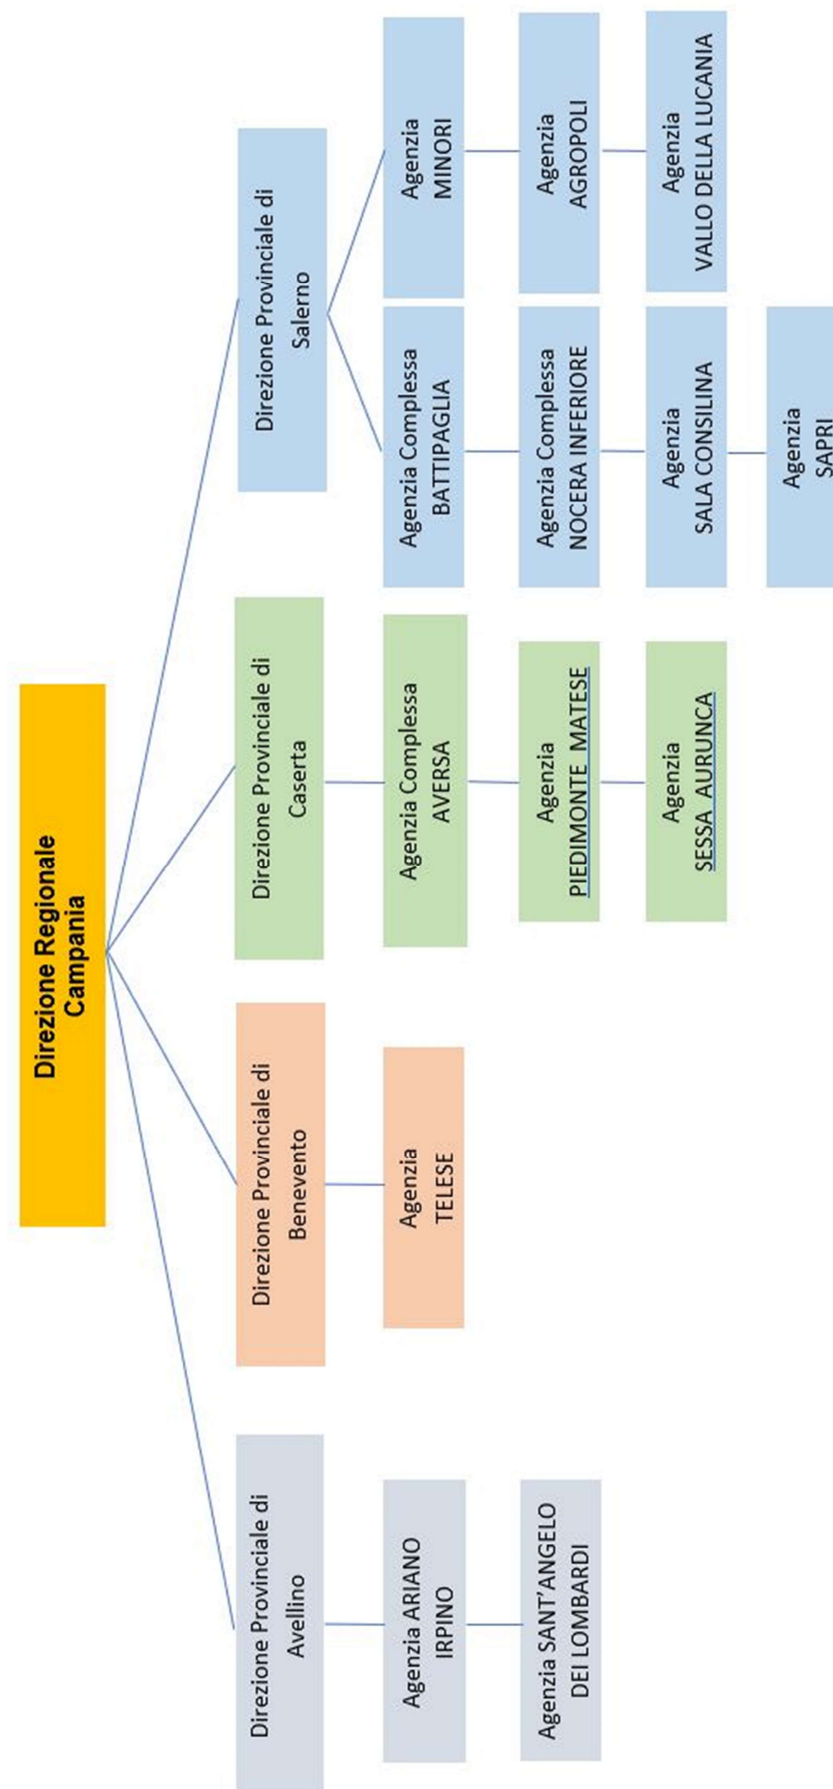 Direzione Regionale
Campania
Direzione Provinciale di
Avellino
Direzione Provinciale di
Benevento
Direzione Provinciale di
Caserta
Direzione Provinciale di
Salerno
Agenzia ARIANO
IRPINO
Agenzia
TELESE
Agenzia Complessa
AVERSA
Agenzia Complessa
BATTIPAGLIA
Agenzia
MINORI
Agenzia SANT'ANGELO
DEI LOMBARDI
Agenzia
PIEDIMONTE MATESE
Agenzia Complessa
NOCERA INFERIORE
Agenzia
AGROPOLI
Agenzia
SESSA AURUNCA
Agenzia
SALA CONSILINA
Agenzia
VALLO DELLA LUCANIA
Agenzia
SAPRI